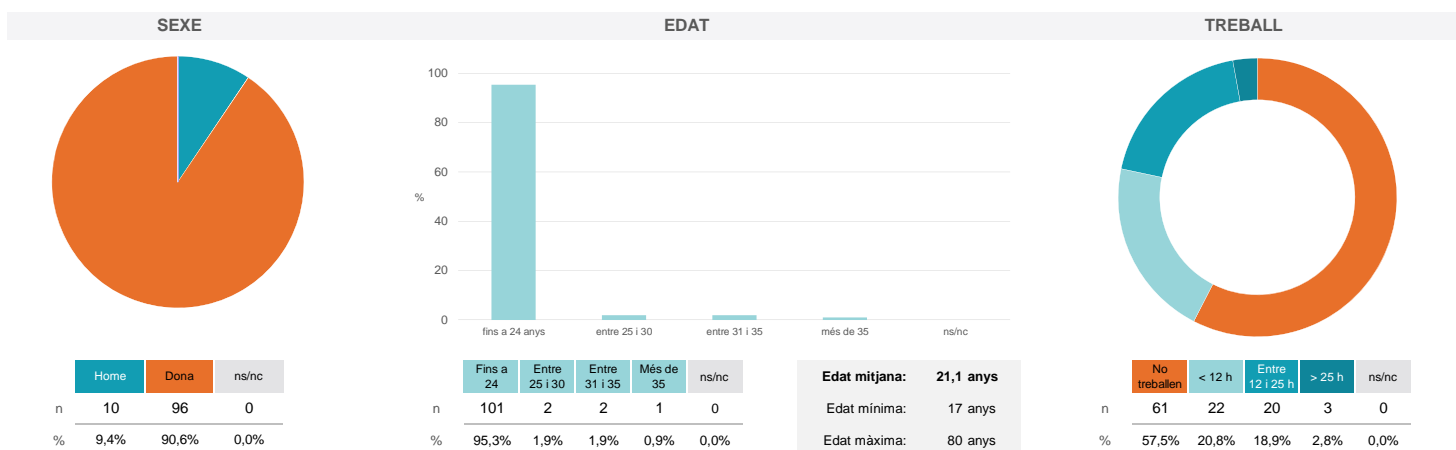 SEXE
EDAT
TREBALL
100
80
60
%
40
20
0
fins a 24 anys
entre 25 i 30
entre 31 i 35
més de 35
ns/nc
Home Dona ns/nc
n 10 96 0
% 9,4% 90,6% 0,0%
Fins a 24 Entre 25 i 30 Entre 31 i 35 Més de 35 ns/nc
n 101 2 2 1 0
% 95,3% 1,9% 1,9% 0,9% 0,0%
Edat mitjana: 21,1 anys
Edat mínima: 17 anys
Edat màxima: 80 anys
No treballen < 12 h Entre 12 i 25 h > 25 h ns/nc
n 61 22 20 3 0
% 57,5% 20,8% 18,9% 2,8% 0,0%